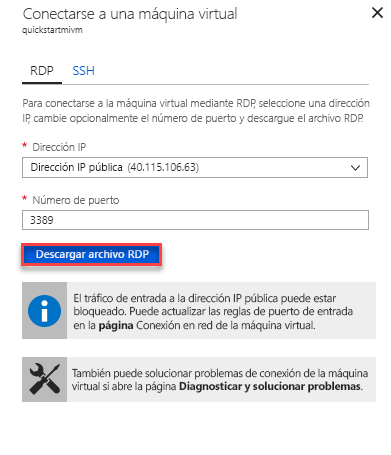 Conectarse a una máquina virtual
quickstartmivm
RDP SSH
Para conectarse a la máquina virtual mediante RDP, seleccione una dirección
IP, cambie opcionalmente el número de puerto y descargue el archivo RDP.
* Dirección IP
Dirección IP pública (40.115.106.63)
* Número de puerto
3389
Descargar archivo RDP
El tráfico de entrada a la dirección IP pública puede estar
bloqueado. Puede actualizar las reglas de puerto de entrada
en la página Conexión en red de la máquina virtual.
También puede solucionar problemas de conexión de la máquina
virtual si abre la página Diagnosticar y solucionar problemas.